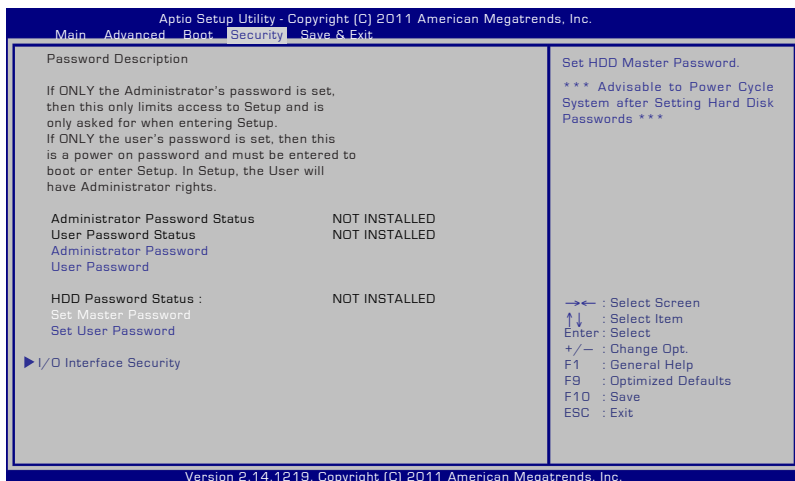 Aptio Setup Utility - Copyright (C) 2011 American Megatrends, Inc.
Main Advanced Boot Security Save & Exit
Password Description
If ONLY the Administrator's password is set,
then this only limits access to Setup and is
only asked for when entering Setup.
If ONLY the user's password is set, then this
is a power on password and must be entered to
boot or enter Setup. In Setup, the User will
have Administrator rights.
Administrator Password Status NOT INSTALLED
User Password Status NOT INSTALLED
Administrator Password
User Password
HDD Password Status : NOT INSTALLED
Set Master Password
Set User Password
▶I/O Interface Security
Set HDD Master Password.
*** Advisable to Power Cycle
System after Setting Hard Disk
Passwords ***
→← : Select Screen
↑↓ : Select Item
Enter : Select
+/— : Change Opt.
F1 : General Help
F9 : Optimized Defaults
F10 : Save
ESC : Exit
Version 2.14.1219. Copyright (C) 2011 American Megatrends, Inc.